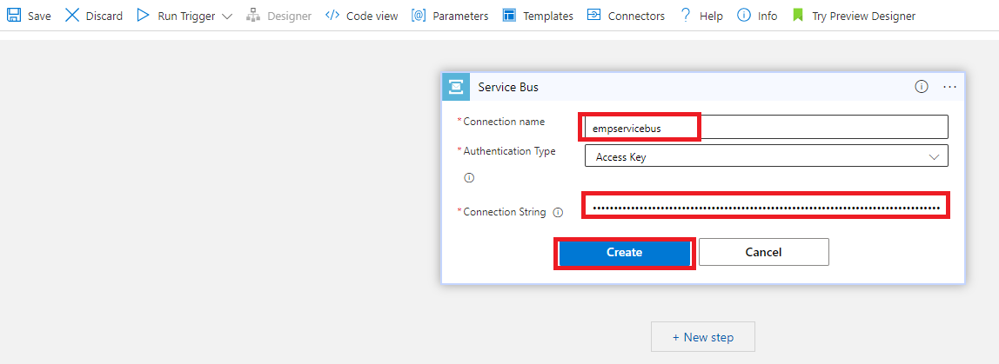 Save Discard Run Trigger Designer Code view Parameters Templates Connectors Help Info Try Preview Designer
Service Bus
*Connection name empservicebus
*Authentication Type Access Key
*Connection String ••••••••••••••••••••••••••••••••••••••••••••••••••••••••••••••••••••••••••••••••
Create Cancel
+ New step